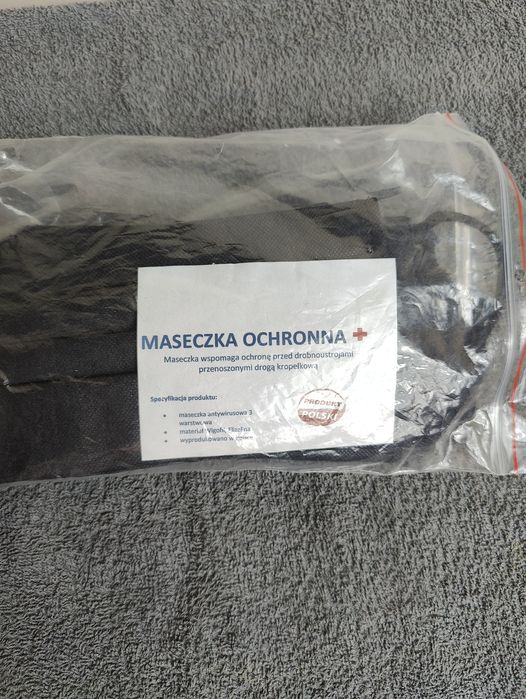 MASECZKA OCHRONNA +
Maseczka wspomaga ochronę przed drobnoustrojami
przenoszonymi drogą kropelkową
Specyfikacja produktu:
• maseczka antywirusowa 3
warstwowa
• materiał:
• wyprodukowano w
PRODUKT
POLSKI